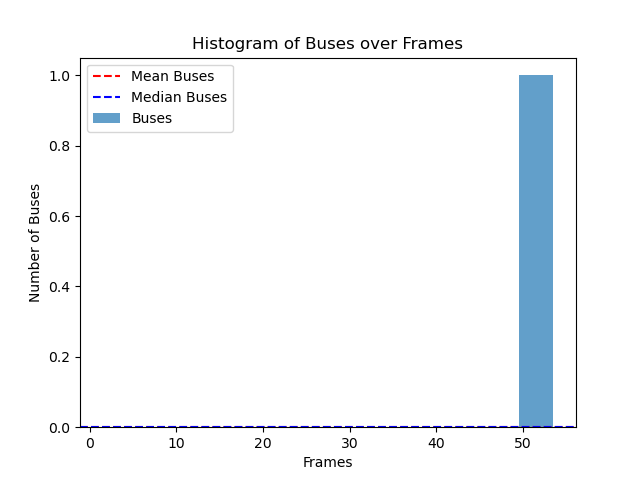 Histogram of Buses over Frames
Mean Buses
Median Buses
Buses
Number of Buses
1.0
0.8
0.6
0.4
0.2
0.0
0
10
20
30
40
50
Frames